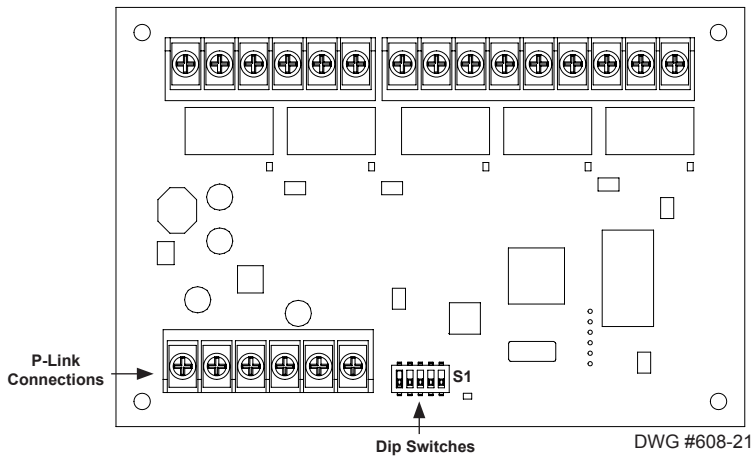 P-Link
Connections
S1
Dip Switches
DWG #608-21